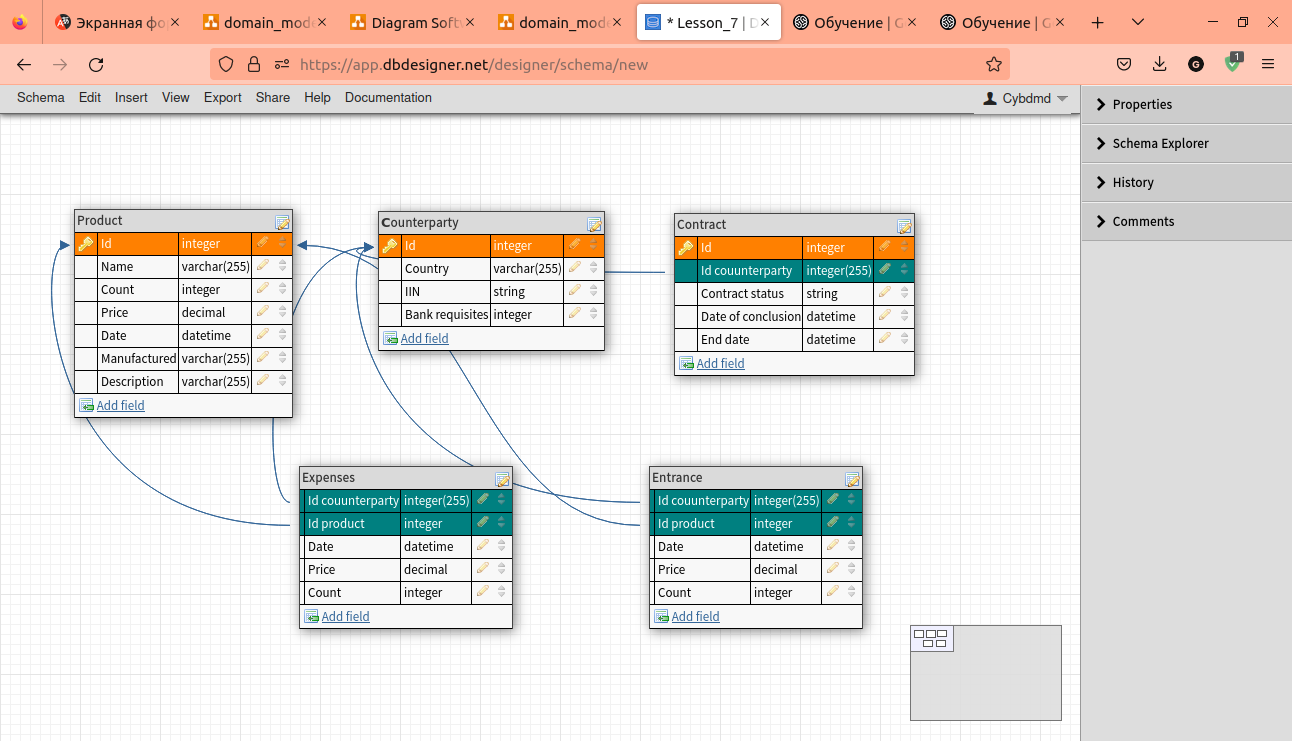 Экранная фо
domain_mode
Diagram Soft
domain_mode
* Lesson_7 | D
Обучение | G
Обучение | G
https://app.dbdesigner.net/designer/schema/new
G
1
Schema Edit Insert View Export Share Help Documentation
Cybdmd
Properties
Schema Explorer
History
Comments
Product
Id integer
Name varchar(255)
Count integer
Price decimal
Date datetime
Manufactured varchar(255)
Description varchar(255)
Add field
Counterparty
Id integer
Country varchar(255)
IIN string
Bank requisites integer
Add field
Contract
Id integer
Id couunterparty integer(255)
Contract status string
Date of conclusion datetime
End date datetime
Add field
Expenses
Id couunterparty integer(255)
Id product integer
Date datetime
Price decimal
Count integer
Add field
Entrance
Id couunterparty integer(255)
Id product integer
Date datetime
Price decimal
Count integer
Add field